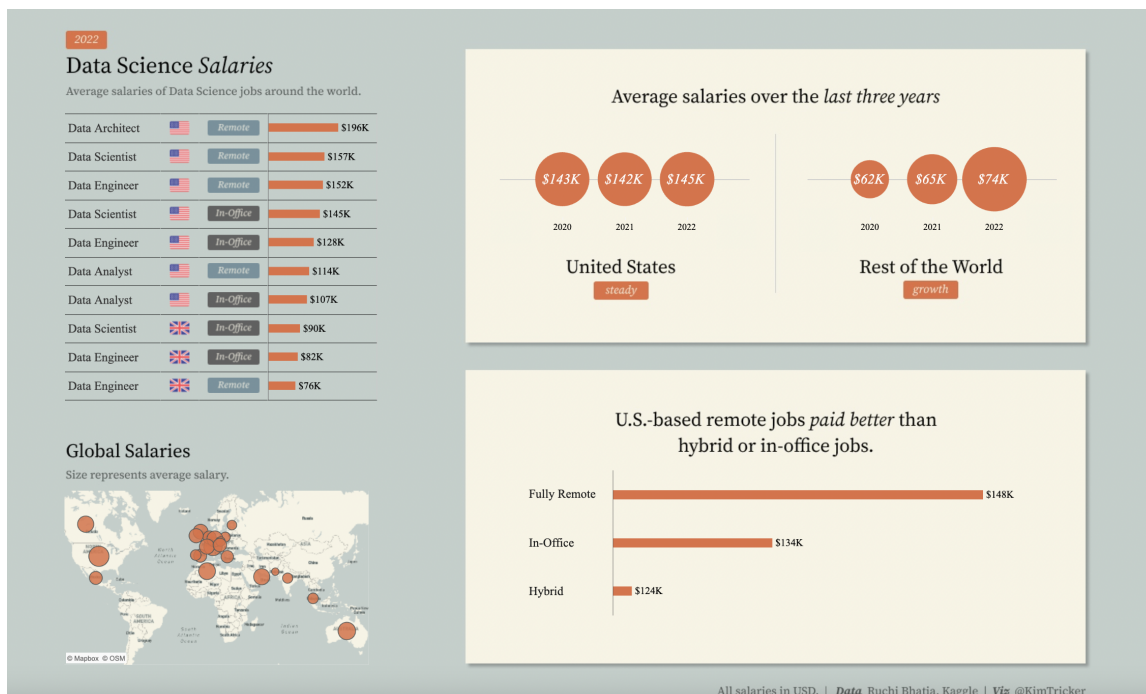 2022
Data Science Salaries
Average salaries of Data Science jobs around the world.
Data Architect Remote $196K
Data Scientist Remote $157K
Data Engineer Remote $152K
Data Scientist In-Office $145K
Data Engineer In-Office $128K
Data Analyst Remote $114K
Data Analyst In-Office $107K
Data Scientist In-Office $90K
Data Engineer In-Office $82K
Data Engineer Remote $76K
Global Salaries
Size represents average salary.
© Mapbox © OSM
Average salaries over the last three years
$143K $142K $145K
2020 2021 2022
United States
steady
$62K $65K $74K
2020 2021 2022
Rest of the World
growth
U.S.-based remote jobs paid better than
hybrid or in-office jobs.
Fully Remote $148K
In-Office $134K
Hybrid $124K
All salaries in USD. | Data Ruchi Bhatia, Kaggle | Viz @KimTricker